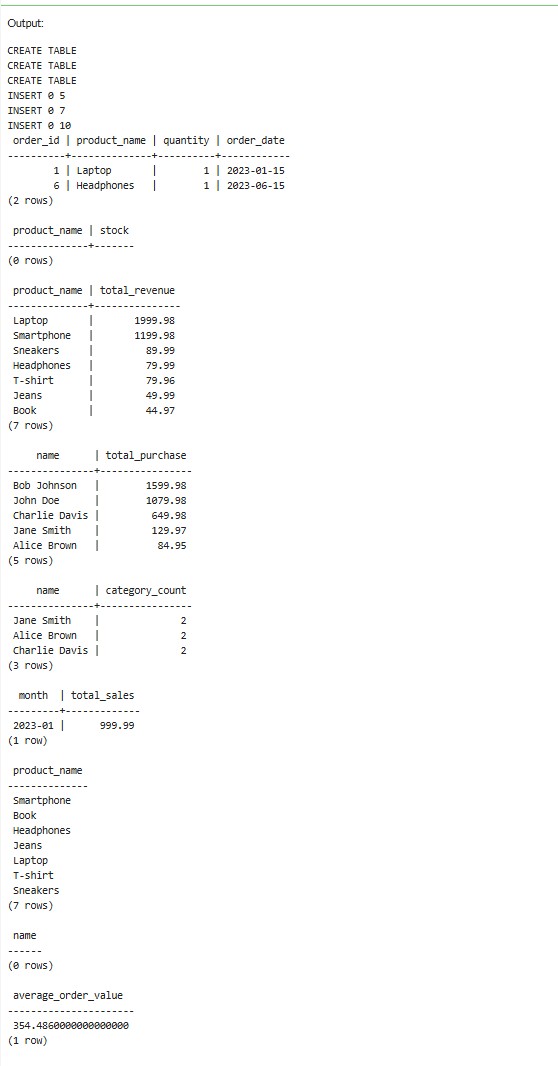 Output:
CREATE TABLE
CREATE TABLE
CREATE TABLE
INSERT 0 5
INSERT 0 7
INSERT 0 10
 order_id | product_name | quantity | order_date
----------+--------------+----------+------------
        1 | Laptop       |        1 | 2023-01-15
        6 | Headphones   |        1 | 2023-06-15
(2 rows)
 product_name | stock
--------------+-------
(0 rows)
 product_name | total_revenue
--------------+---------------
 Laptop       |       1999.98
 Smartphone   |       1199.98
 Sneakers     |         89.99
 Headphones   |         79.99
 T-shirt      |         79.96
 Jeans        |         49.99
 Book         |         44.97
(7 rows)
     name      | total_purchase
---------------+----------------
 Bob Johnson   |        1599.98
 John Doe      |        1079.98
 Charlie Davis |         649.98
 Jane Smith    |         129.97
 Alice Brown   |          84.95
(5 rows)
     name      | category_count
---------------+----------------
 Jane Smith    |              2
 Alice Brown   |              2
 Charlie Davis |              2
(3 rows)
  month  | total_sales
---------+-------------
 2023-01 |      999.99
(1 row)
 product_name
--------------
 Smartphone
 Book
 Headphones
 Jeans
 Laptop
 T-shirt
 Sneakers
(7 rows)
 name
------
(0 rows)
 average_order_value
----------------------
 354.4860000000000000
(1 row)